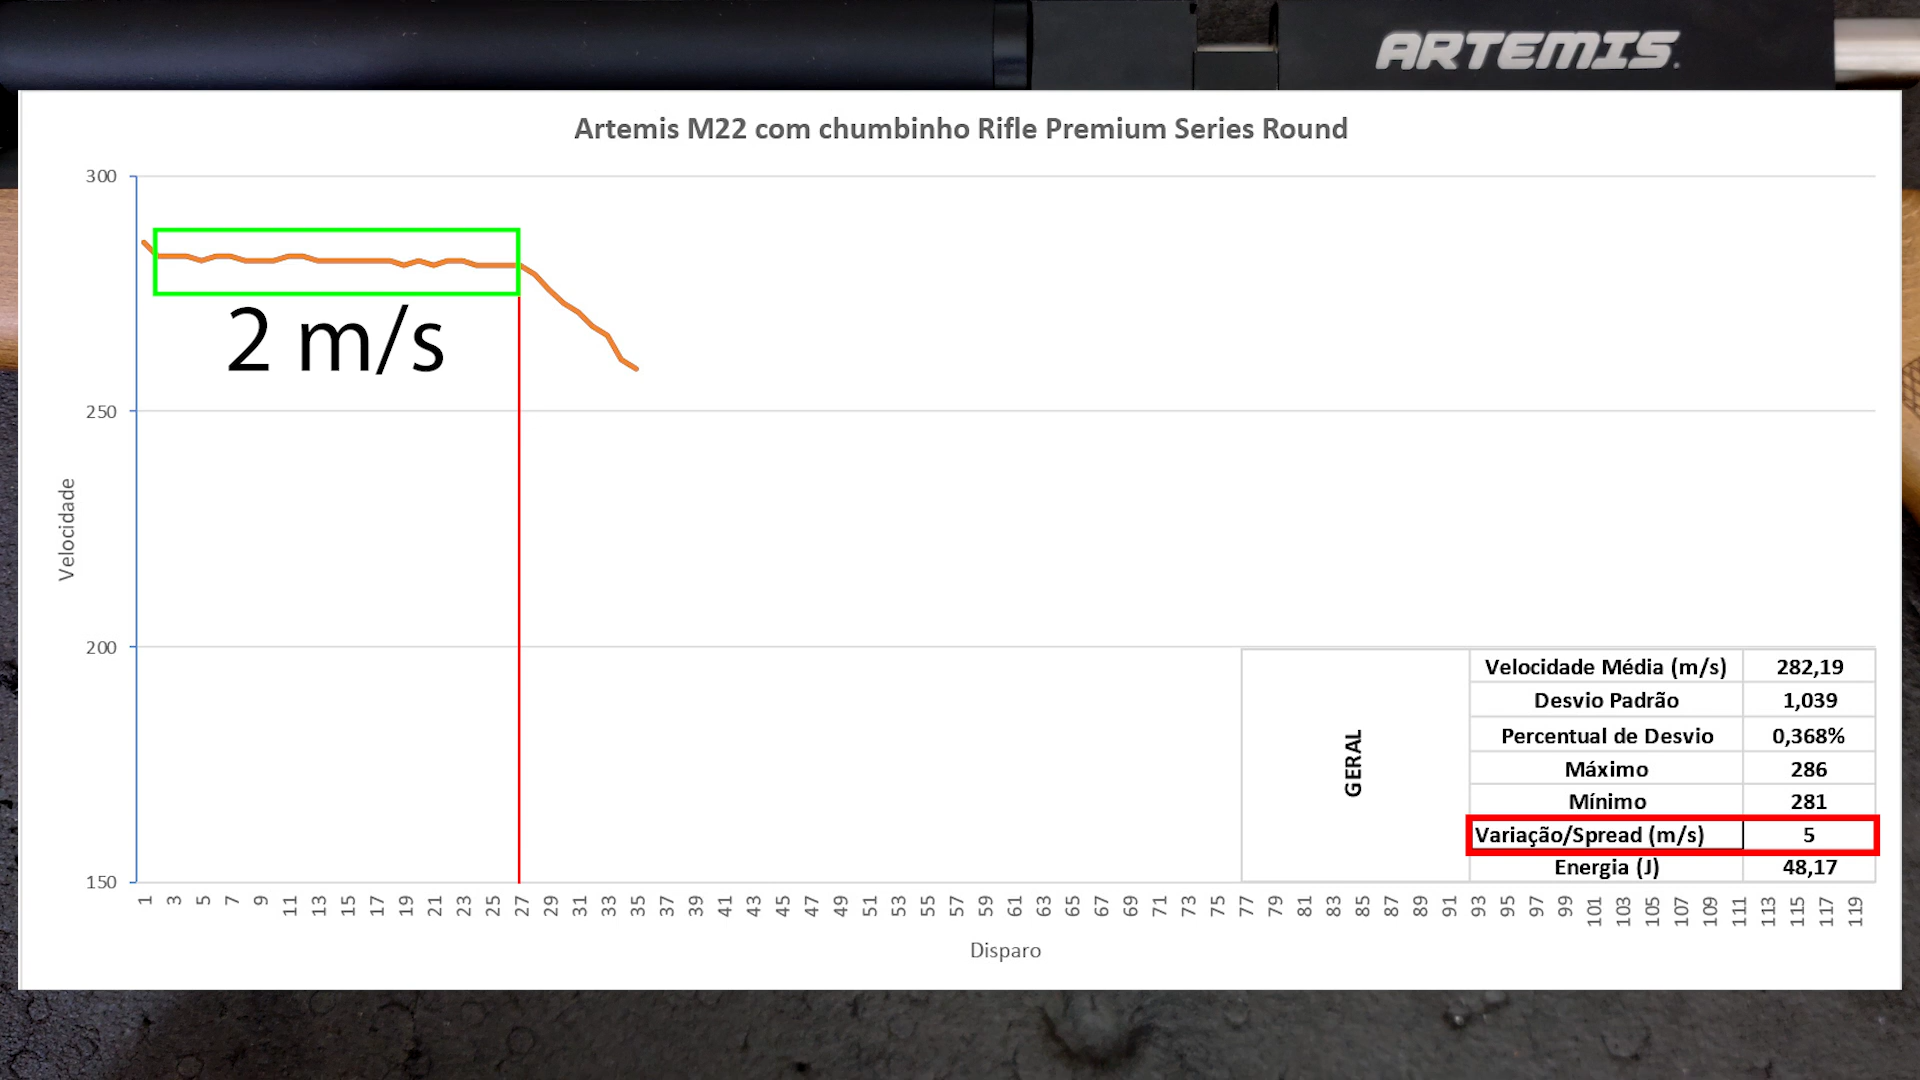 ARTEMIS.
Artemis M22 com chumbinho Rifle Premium Series Round
300
250
200
150
Velocidade
2 m/s
GERAL
Velocidade Média (m/s) 282,19
Desvio Padrão 1,039
Percentual de Desvio 0,368%
Máximo 286
Mínimo 281
Variação/Spread (m/s) 5
Energia (J) 48,17
1 3 5 7 9 11 13 15 17 19 21 23 25 27 29 31 33 35 37 39 41 43 45 47 49 51 53 55 57 59 61 63 65 67 69 71 73 75 77 79 81 83 85 87 89 91 93 95 97 99 101 103 105 107 109 111 113 115 117 119
Disparo